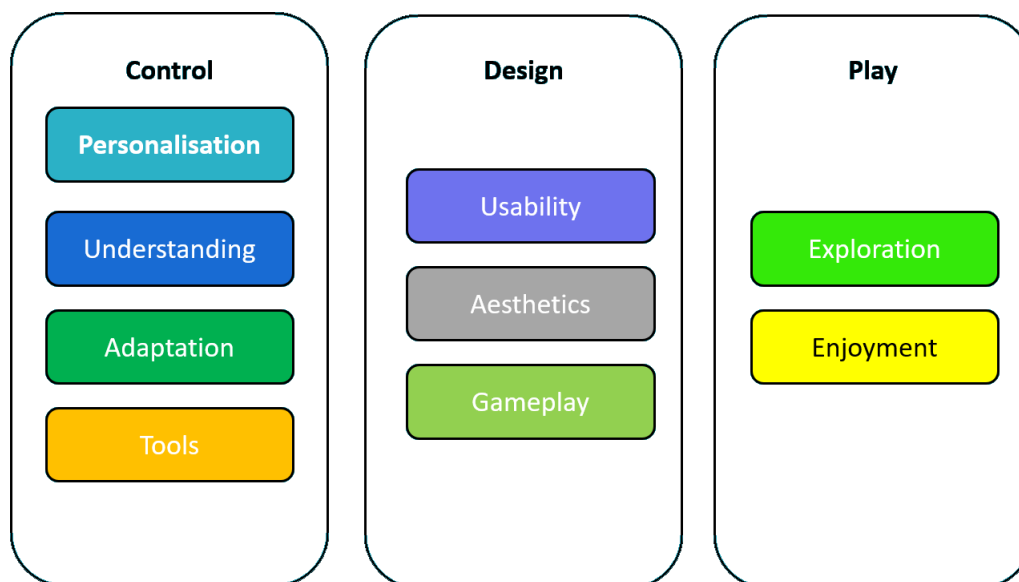 Control
Personalisation
Understanding
Adaptation
Tools
Design
Usability
Aesthetics
Gameplay
Play
Exploration
Enjoyment